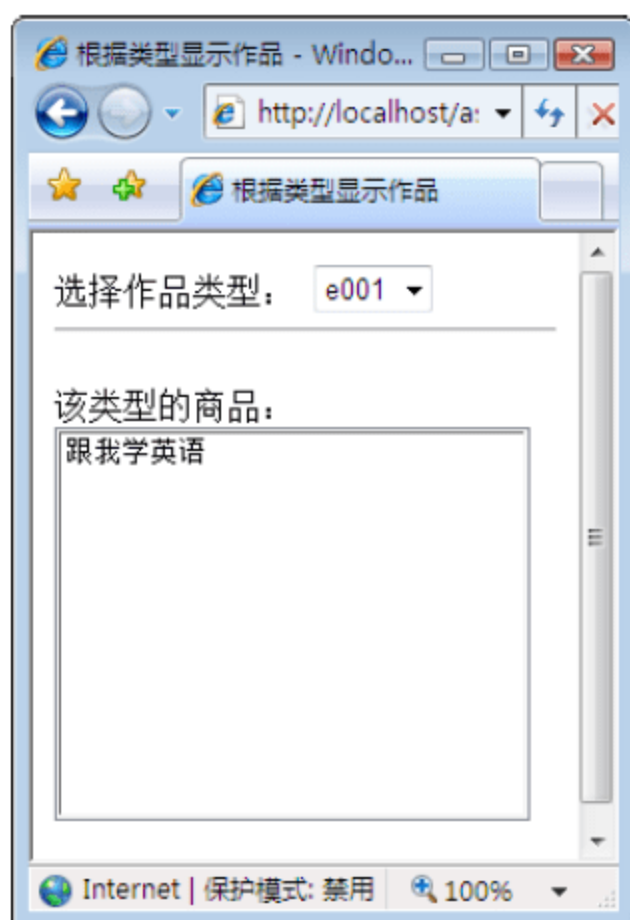 根据类型显示作品 - Windo...
http://localhost/a:
根据类型显示作品
选择作品类型： e001
该类型的商品：
跟我学英语
Internet | 保护模式: 禁用 100%